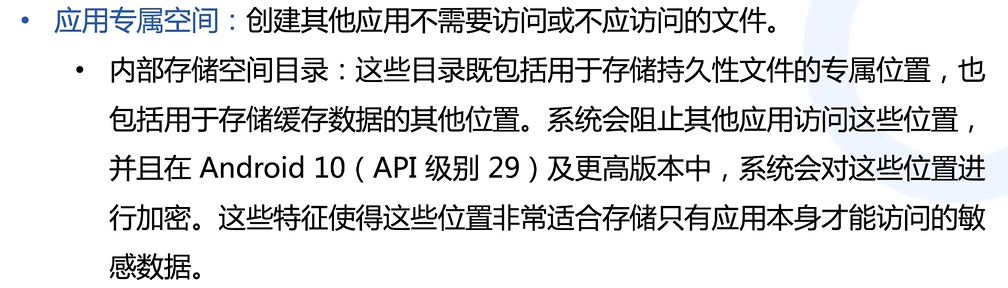 • 应用专属空间：创建其他应用不需要访问或不应访问的文件。
• 内部存储空间目录：这些目录既包括用于存储持久性文件的专属位置，也
包括用于存储缓存数据的其他位置。系统会阻止其他应用访问这些位置，
并且在 Android 10（API 级别 29）及更高版本中，系统会对这些位置进
行加密。这些特征使得这些位置非常适合存储只有应用本身才能访问的敏
感数据。